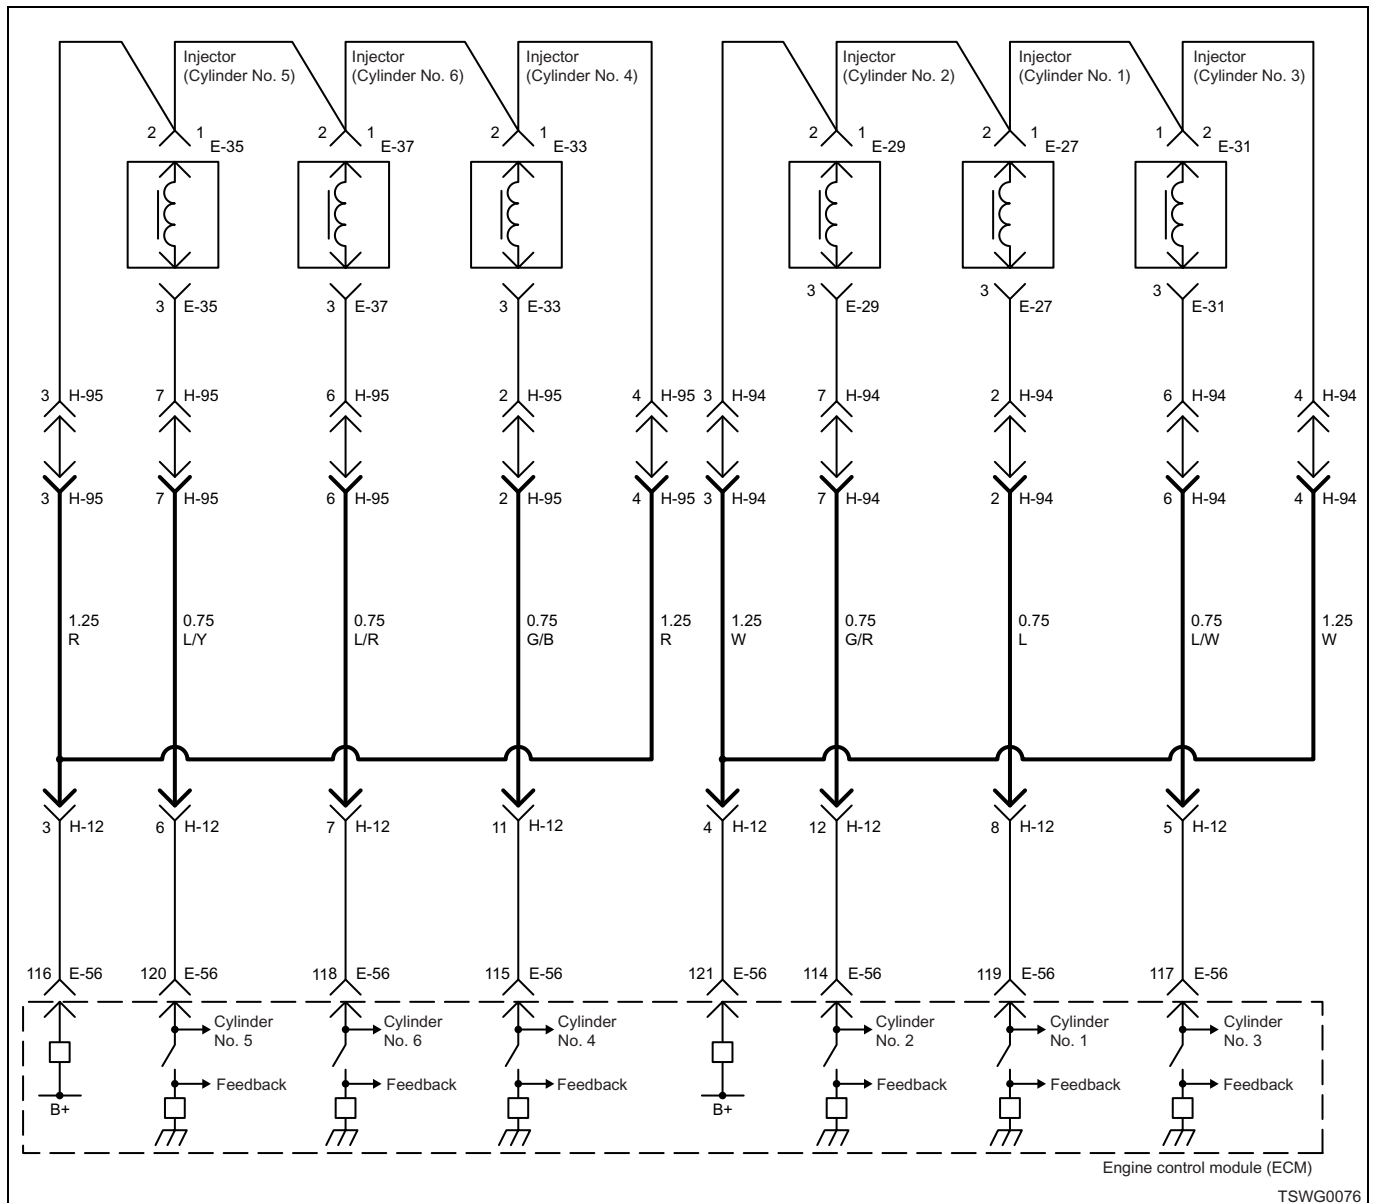 Injector
(Cylinder No. 5)
Injector
(Cylinder No. 6)
Injector
(Cylinder No. 4)
Injector
(Cylinder No. 2)
Injector
(Cylinder No. 1)
Injector
(Cylinder No. 3)
2 1 E-35 2 1 E-37 2 1 E-33 2 1 E-29 2 1 E-27 1 2 E-31
3 E-35 3 E-37 3 E-33 3 E-29 3 E-27 3 E-31
3 H-95 7 H-95 6 H-95 2 H-95 4 H-95 3 H-94 7 H-94 2 H-94 6 H-94 4 H-94
3 H-95 7 H-95 6 H-95 2 H-95 4 H-95 3 H-94 7 H-94 2 H-94 6 H-94 4 H-94
1.25 0.75 0.75 0.75 1.25 1.25 0.75 0.75 0.75 1.25
R L/Y L/R G/B R W G/R L L/W W
3 H-12 6 H-12 7 H-12 11 H-12 4 H-12 12 H-12 8 H-12 5 H-12
116 E-56 120 E-56 118 E-56 115 E-56 121 E-56 114 E-56 119 E-56 117 E-56
Cylinder
No. 5
Cylinder
No. 6
Cylinder
No. 4
Cylinder
No. 2
Cylinder
No. 1
Cylinder
No. 3
Feedback Feedback Feedback Feedback Feedback Feedback
B+ B+
Engine control module (ECM)
TSWG0076